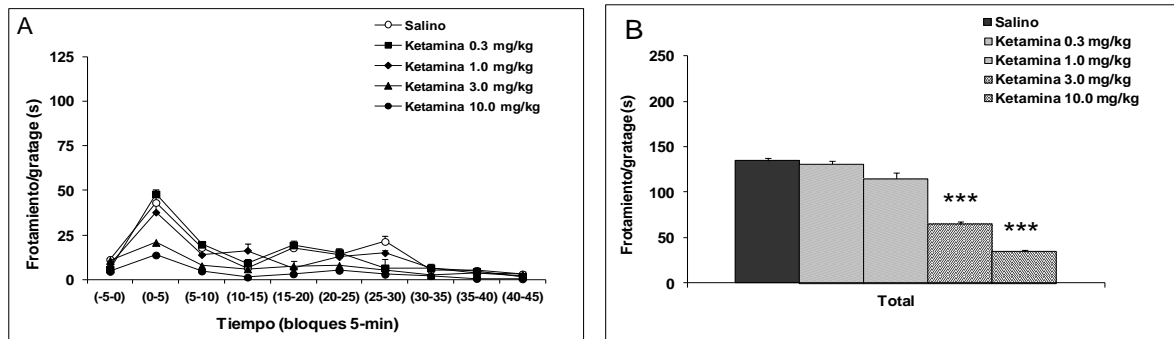 A
Salino
Ketamina 0.3 mg/kg
Ketamina 1.0 mg/kg
Ketamina 3.0 mg/kg
Ketamina 10.0 mg/kg
Frotamiento/gratage (s)
125
100
75
50
25
0
(-5-0) (0-5) (5-10) (10-15) (15-20) (20-25) (25-30) (30-35) (35-40) (40-45)
Tiempo (bloques 5-min)
B
Salino
Ketamina 0.3 mg/kg
Ketamina 1.0 mg/kg
Ketamina 3.0 mg/kg
Ketamina 10.0 mg/kg
Frotamiento/gratage (s)
250
200
150
100
50
0
***
***
Total